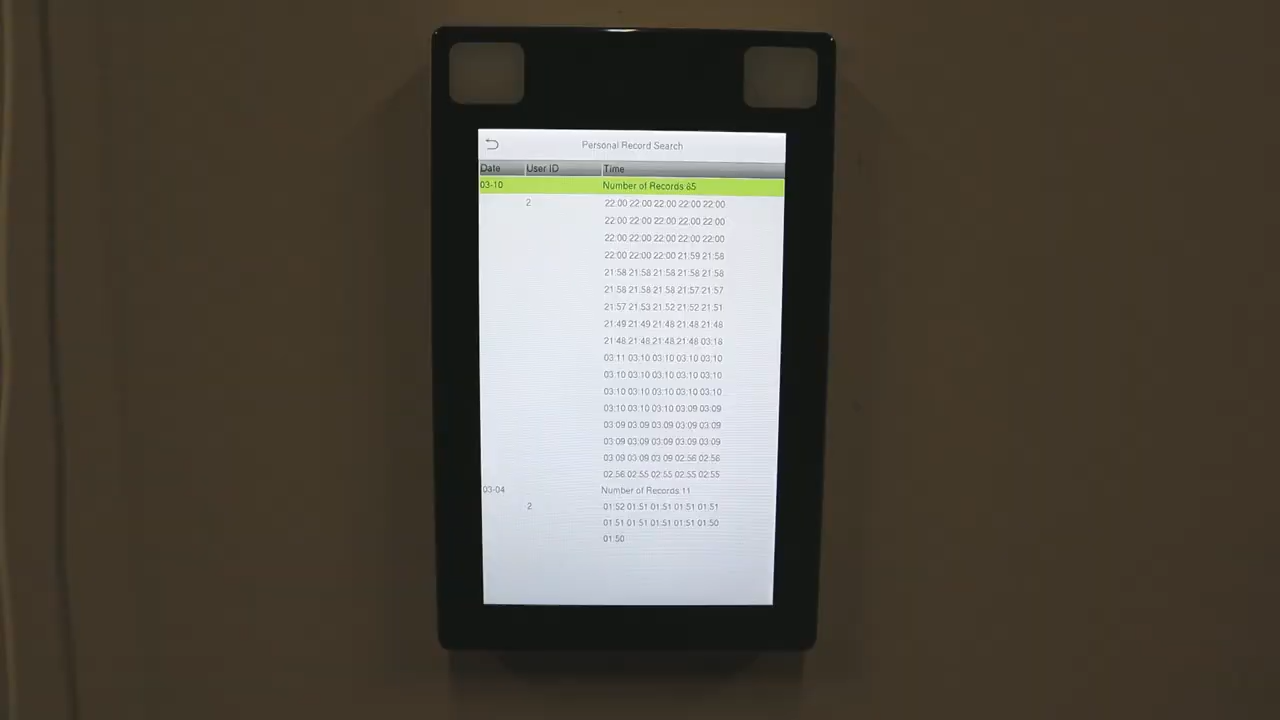 Personal Record Search
Date User ID Time
03-10 Number of Records:85
2 22:00 22:00 22:00 22:00 22:00
22:00 22:00 22:00 22:00 22:00
22:00 22:00 22:00 22:00 22:00
22:00 22:00 22:00 21:59 21:58
21:58 21:58 21:58 21:58 21:58
21:58 21:58 21:58 21:57 21:57
21:57 21:53 21:52 21:52 21:51
21:49 21:49 21:48 21:48 21:48
21:48 21:48 21:48 21:48 03:18
03:11 03:10 03:10 03:10 03:10
03:10 03:10 03:10 03:10 03:10
03:10 03:10 03:10 03:10 03:10
03:10 03:10 03:10 03:09 03:09
03:09 03:09 03:09 03:09 03:09
03:09 03:09 03:09 03:09 03:09
03:09 03:09 03:09 02:56 02:56
02:56 02:55 02:55 02:55 02:55
03-04 Number of Records:11
2 01:52 01:51 01:51 01:51 01:51
01:51 01:51 01:51 01:51 01:50
01:50